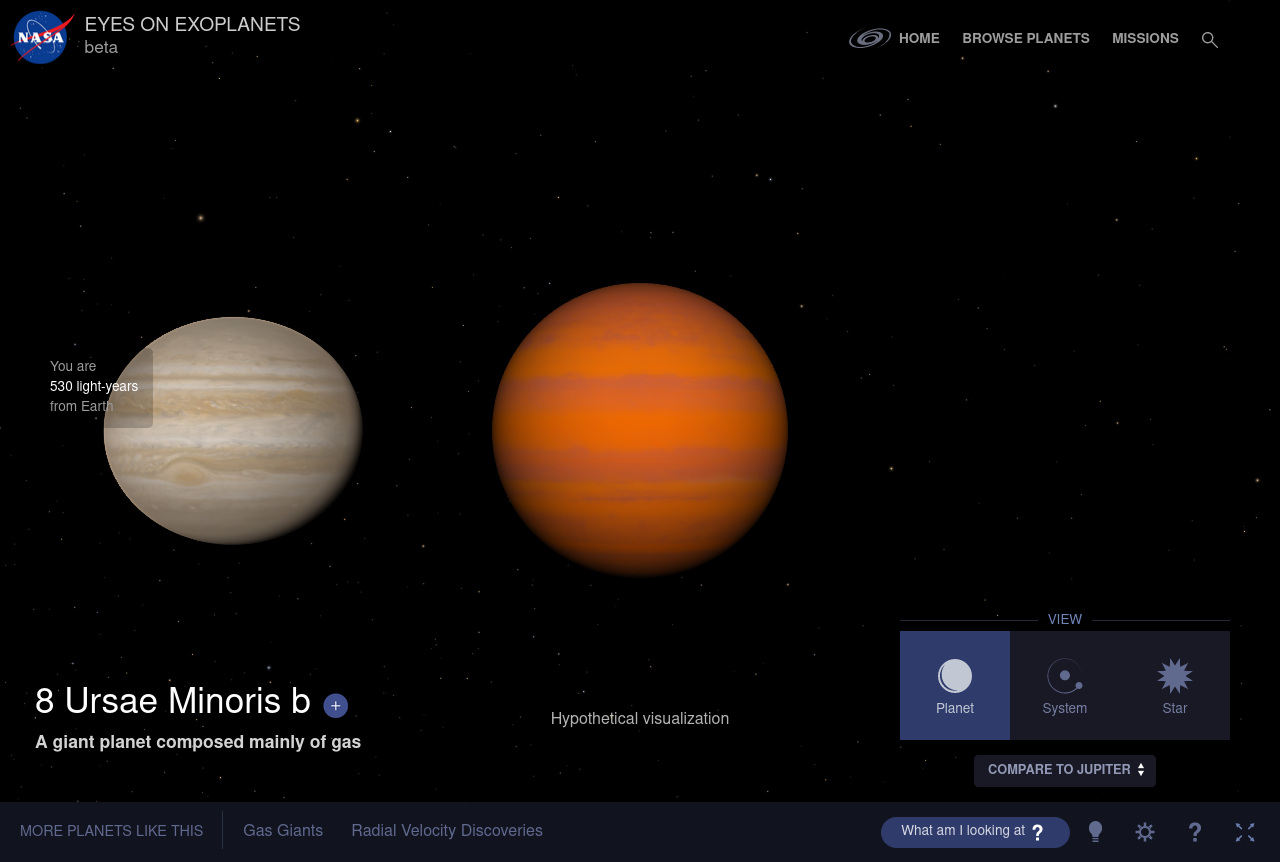 NASA
EYES ON EXOPLANETS
beta
HOME
BROWSE PLANETS
MISSIONS
You are
530 light-years
from Earth
VIEW
8 Ursae Minoris b +
A giant planet composed mainly of gas
Hypothetical visualization
Planet
System
Star
COMPARE TO JUPITER
MORE PLANETS LIKE THIS
Gas Giants
Radial Velocity Discoveries
What am I looking at ?
?